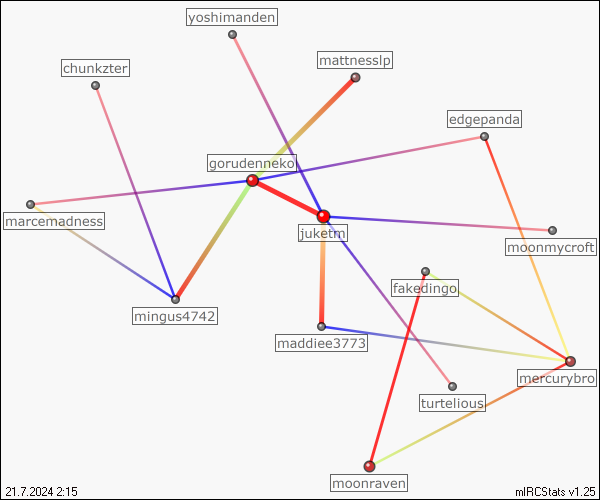 yoshimanden
mattnesslp
chunkzter
edgepanda
gorudenneko
marcemadness
juketm
moonmycroft
fakedingo
mingus4742
maddiee3773
mercurybro
turtelious
moonraven
21.7.2024 2:15
mIRCStats v1.25